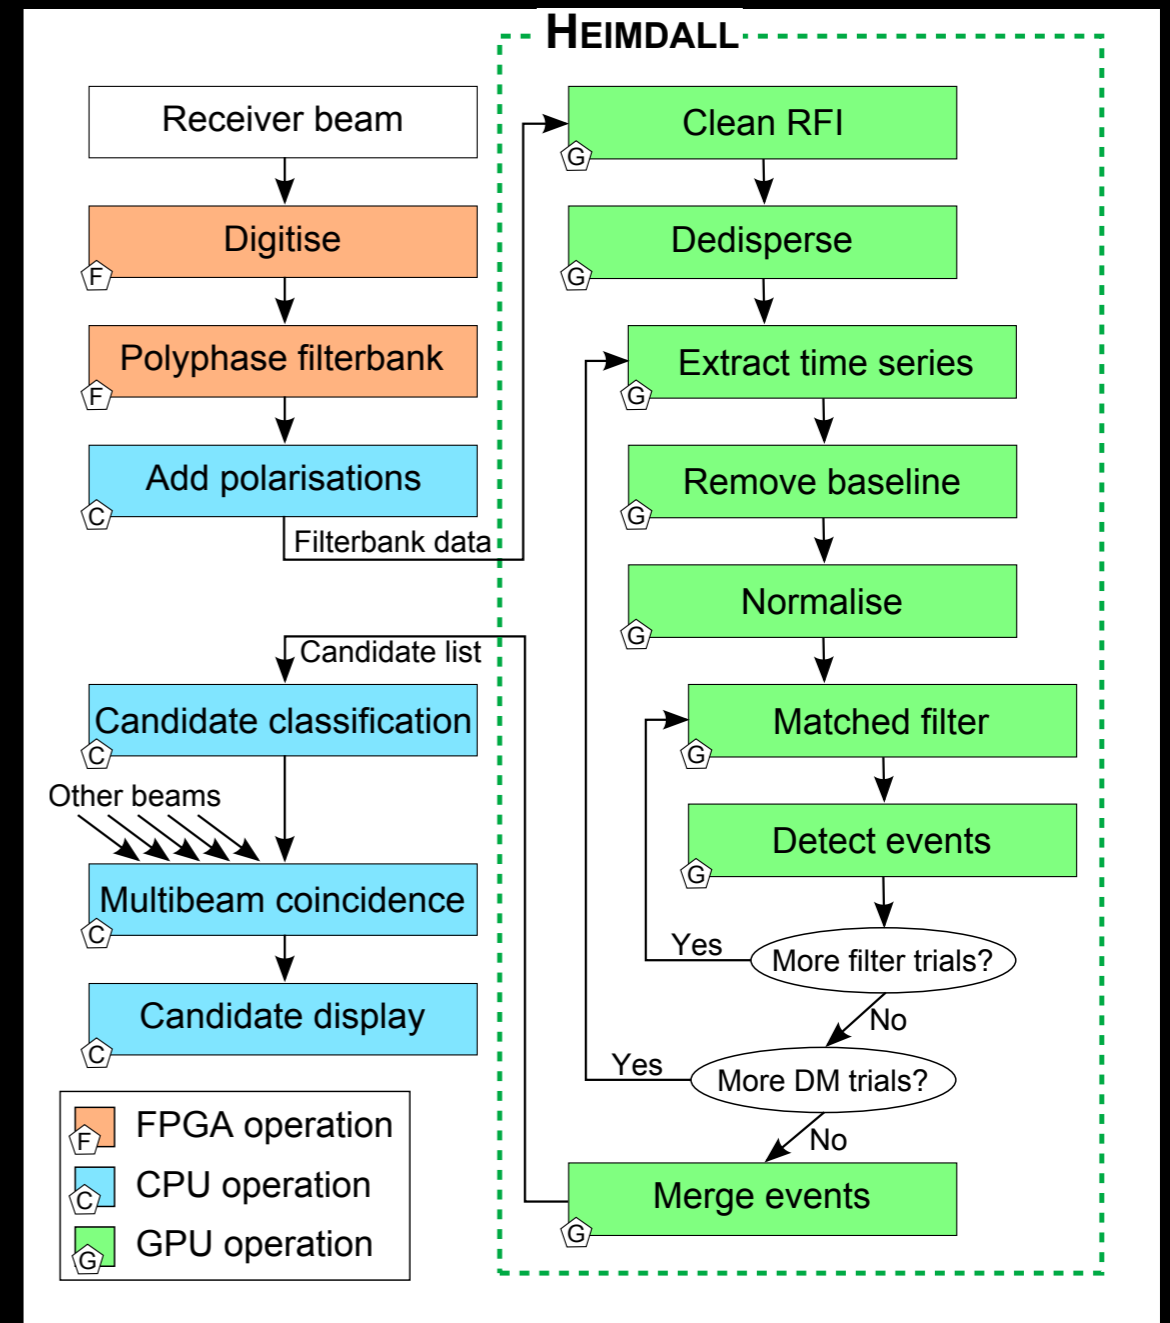 HEIMDALL
Receiver beam
Digitise
F
Polyphase filterbank
F
Add polarisations
C
Filterbank data
Clean RFI
G
Dedisperse
G
Extract time series
G
Remove baseline
G
Normalise
G
Matched filter
G
Detect events
G
More filter trials?
Yes
No
More DM trials?
Yes
No
Merge events
G
Candidate list
Candidate classification
C
Other beams
Multibeam coincidence
C
Candidate display
C
F FPGA operation
C CPU operation
G GPU operation